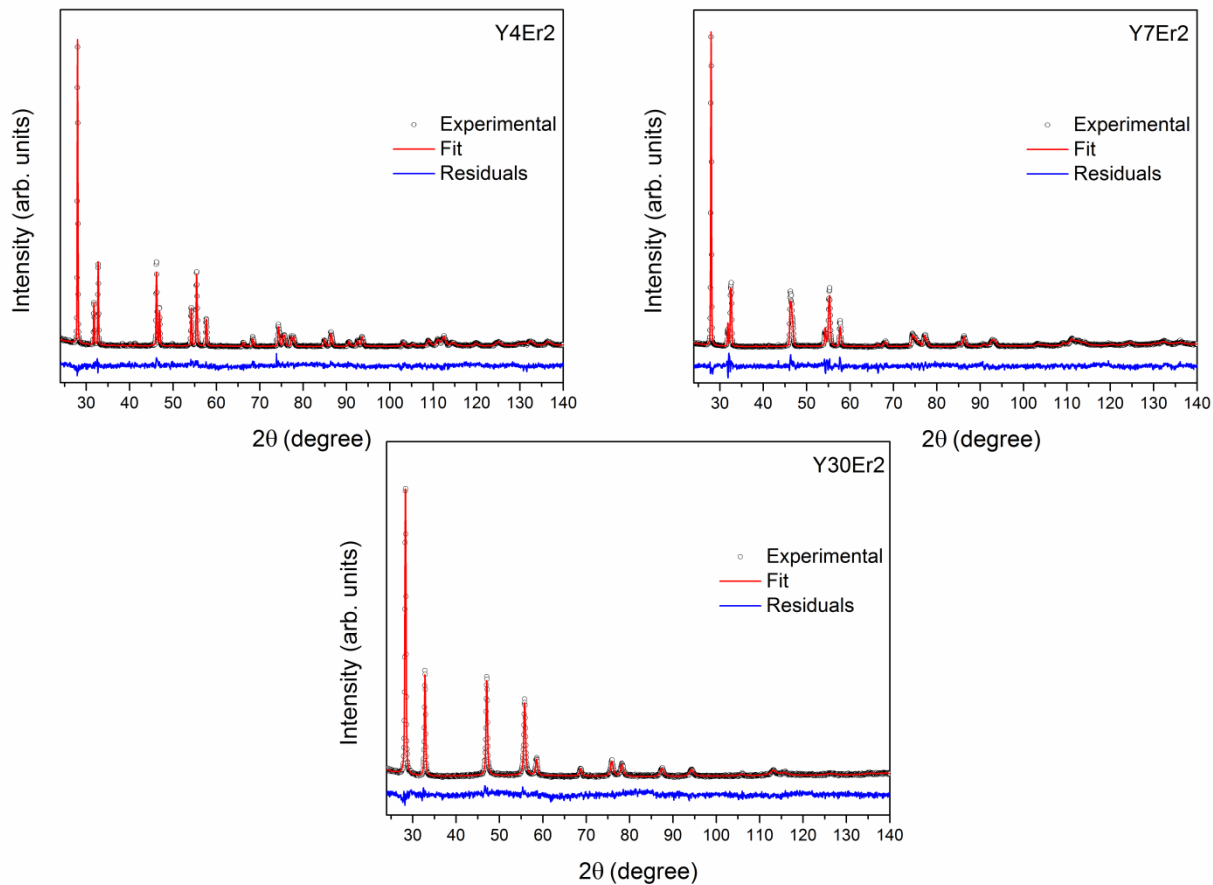 Y4Er2
Intensity (arb. units)
Experimental
Fit
Residuals
30 40 50 60 70 80 90 100 110 120 130 140
2θ (degree)
Y7Er2
Intensity (arb. units)
Experimental
Fit
Residuals
30 40 50 60 70 80 90 100 110 120 130 140
2θ (degree)
Y30Er2
Intensity (arb. units)
Experimental
Fit
Residuals
30 40 50 60 70 80 90 100 110 120 130 140
2θ (degree)